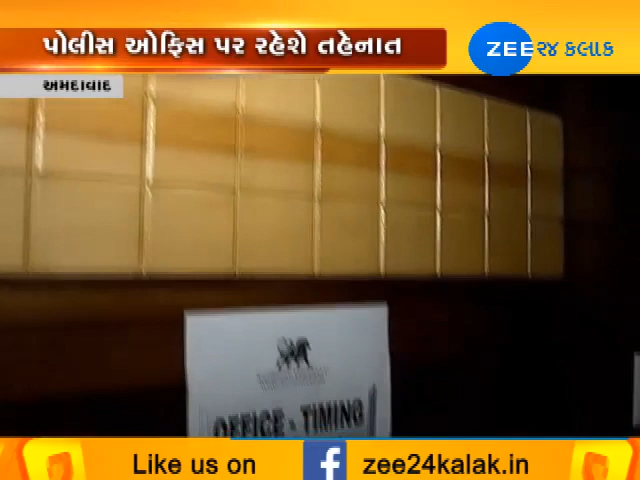 પોલીસ ઓફિસ પર રહેશે તહેનાત
ZEE ૨૪ કલાક
અમદાવાદ
OFFICE - TIMING
Like us on f zee24kalak.in